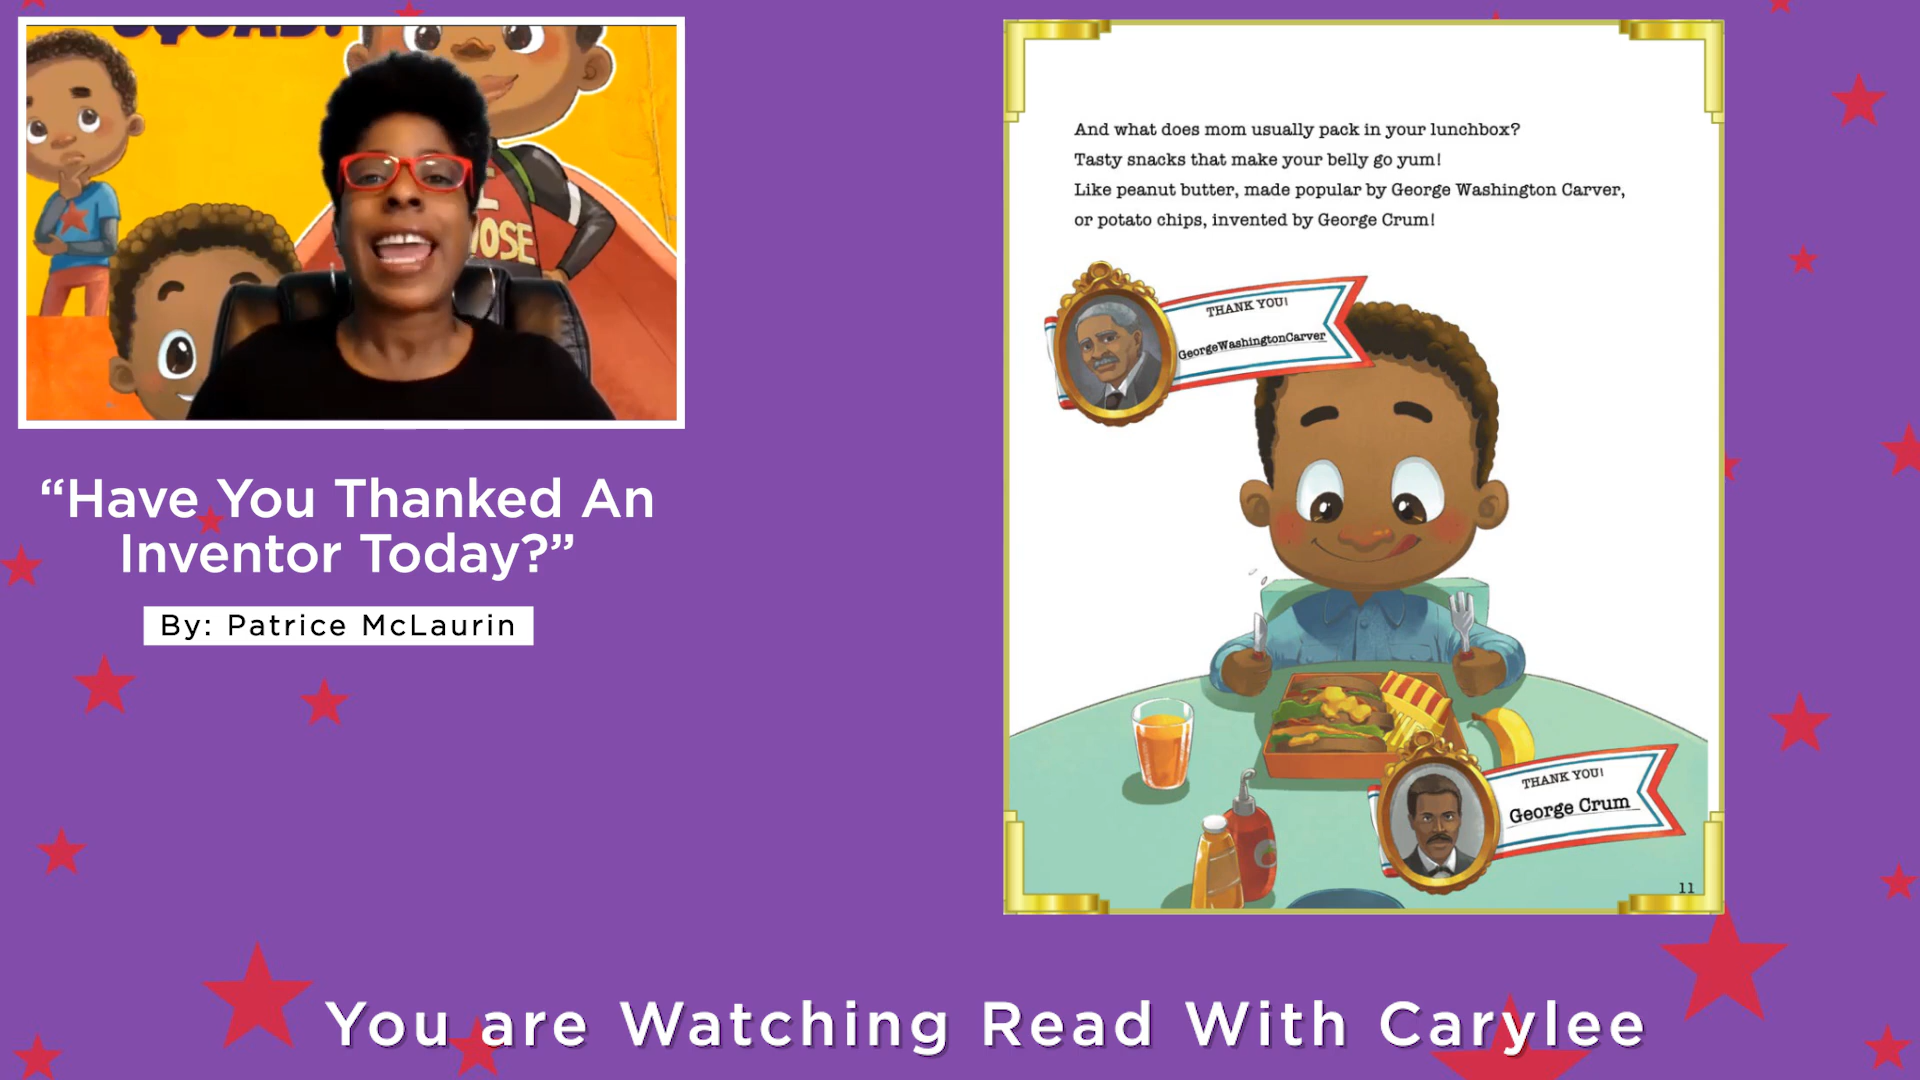 SQUAD!
OSE
“Have You Thanked An
Inventor Today?”
By: Patrice McLaurin
And what does mom usually pack in your lunchbox?
Tasty snacks that make your belly go yum!
Like peanut butter, made popular by George Washington Carver,
or potato chips, invented by George Crum!
THANK YOU!
GeorgeWashingtonCarver
THANK YOU!
George Crum
11
You are Watching Read With Carylee